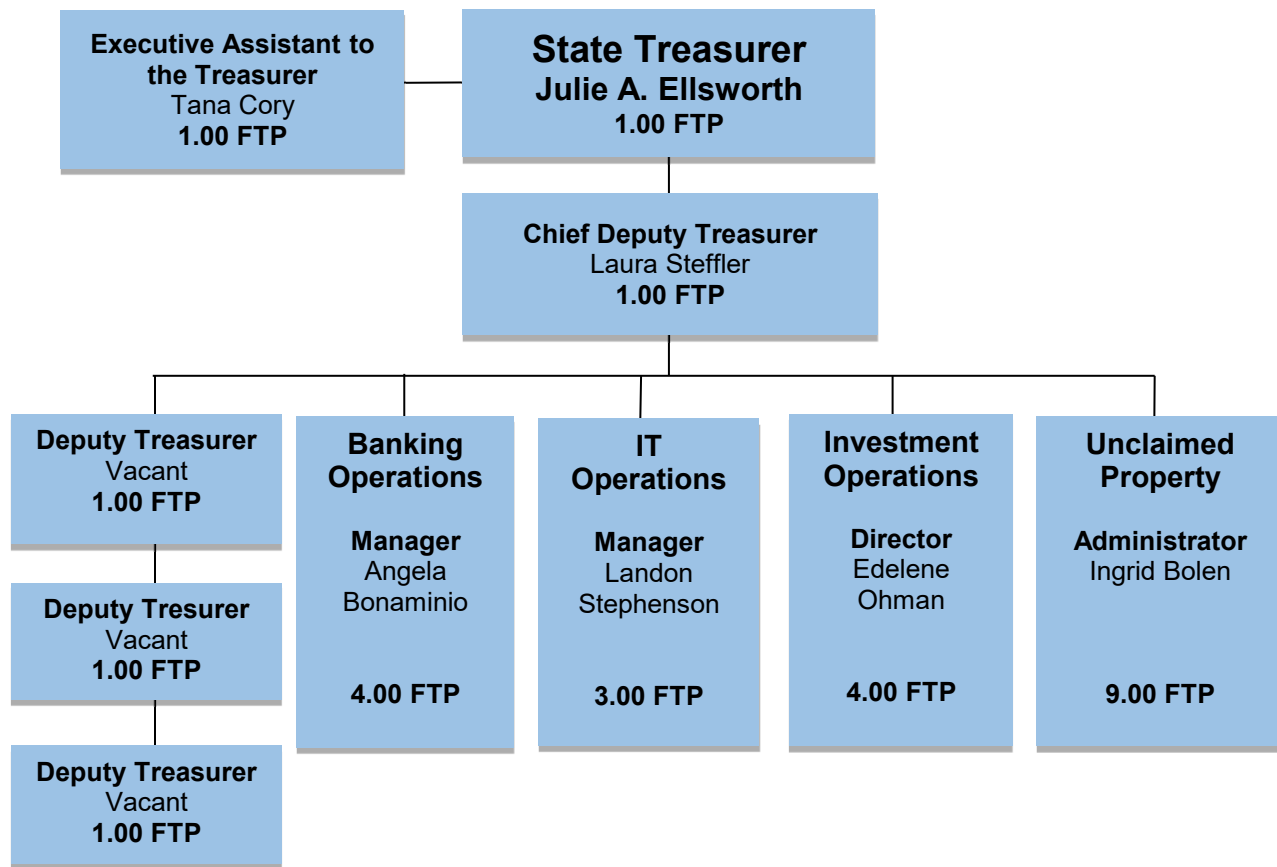 Executive Assistant to
the Treasurer
Tana Cory
1.00 FTP
State Treasurer
Julie A. Ellsworth
1.00 FTP
Chief Deputy Treasurer
Laura Steffler
1.00 FTP
Deputy Treasurer
Vacant
1.00 FTP
Deputy Tresurer
Vacant
1.00 FTP
Deputy Treasurer
Vacant
1.00 FTP
Banking
Operations
Manager
Angela
Bonaminio
4.00 FTP
IT
Operations
Manager
Landon
Stephenson
3.00 FTP
Investment
Operations
Director
Edelene
Ohman
4.00 FTP
Unclaimed
Property
Administrator
Ingrid Bolen
9.00 FTP